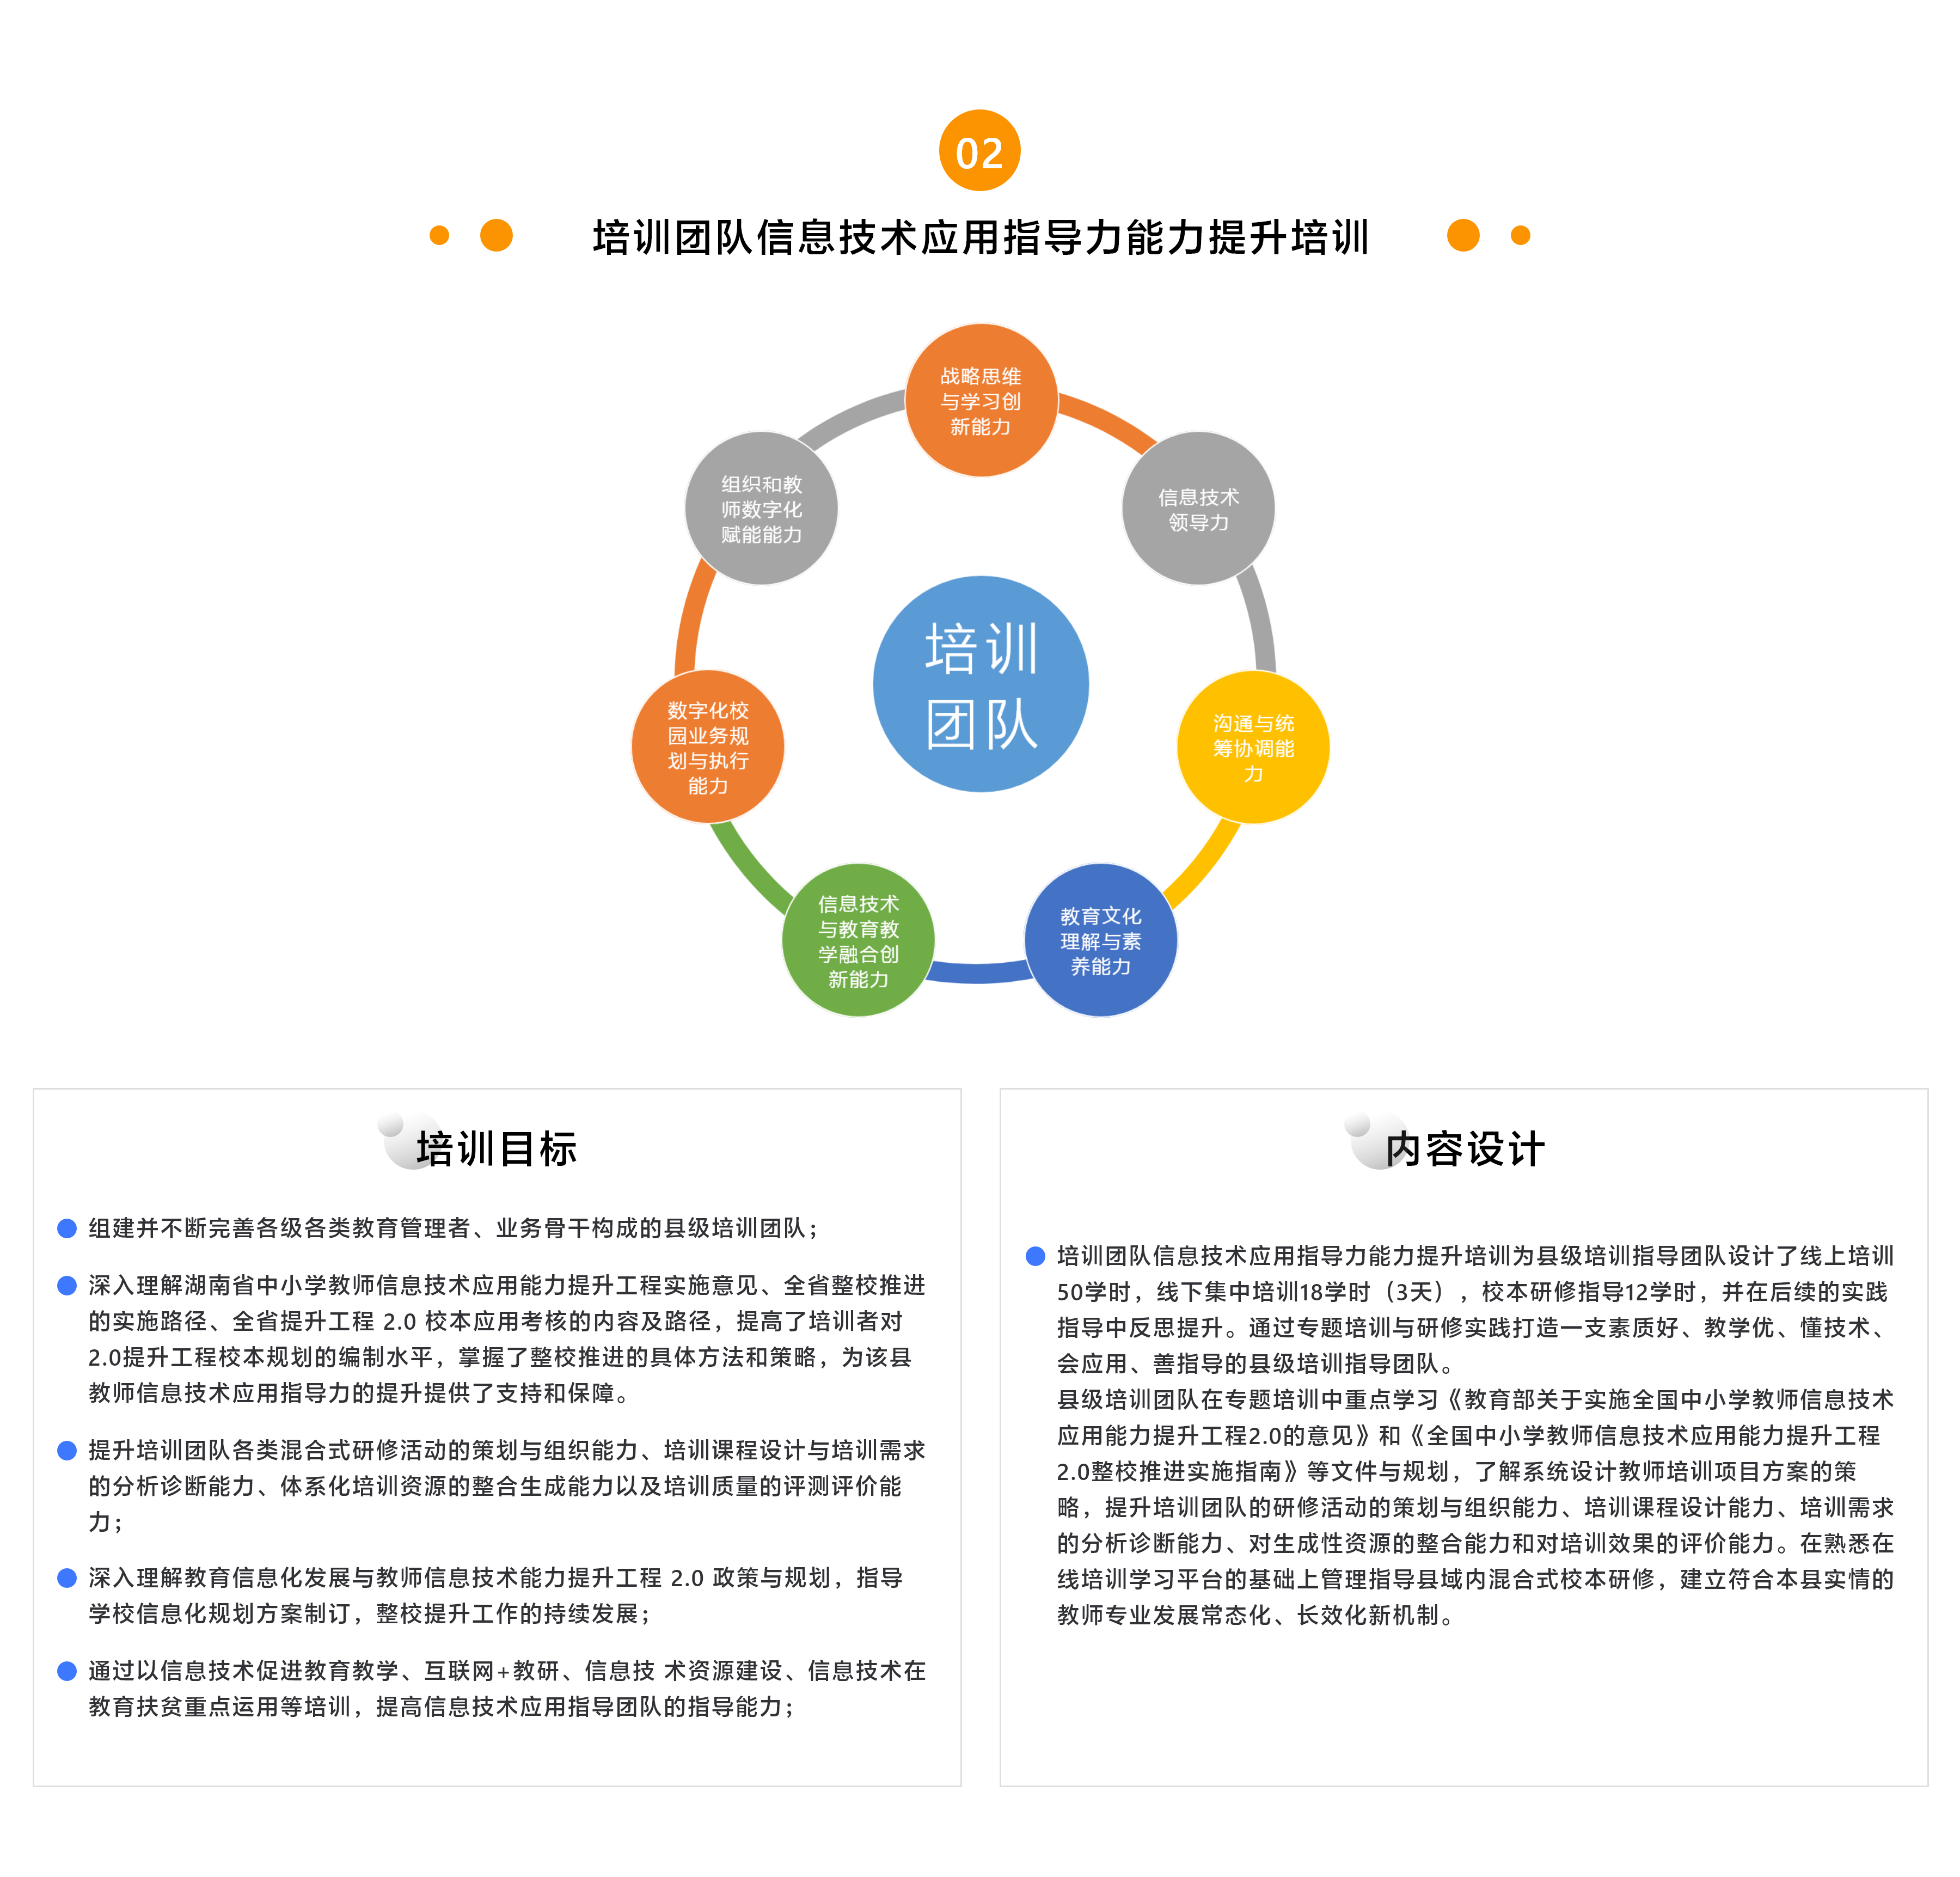 02
培训团队信息技术应用指导力能力提升培训
战略思维
与学习创
新能力
信息技术
领导力
沟通与统
筹协调能
力
教育文化
理解与素
养能力
信息技术
与教育教
学融合创
新能力
数字化校
园业务规
划与执行
能力
组织和教
师数字化
赋能能力
培训
团队
培训目标
组建并不断完善各级各类教育管理者、业务骨干构成的县级培训团队；
深入理解湖南省中小学教师信息技术应用能力提升工程实施意见、全省整校推进
的实施路径、全省提升工程 2.0 校本应用考核的内容及路径，提高了培训者对
2.0提升工程校本规划的编制水平，掌握了整校推进的具体方法和策略，为该县
教师信息技术应用指导力的提升提供了支持和保障。
提升培训团队各类混合式研修活动的策划与组织能力、培训课程设计与培训需求
的分析诊断能力、体系化培训资源的整合生成能力以及培训质量的评测评价能
力；
深入理解教育信息化发展与教师信息技术能力提升工程 2.0 政策与规划，指导
学校信息化规划方案制订，整校提升工作的持续发展；
通过以信息技术促进教育教学、互联网+教研、信息技 术资源建设、信息技术在
教育扶贫重点运用等培训，提高信息技术应用指导团队的指导能力；
内容设计
培训团队信息技术应用指导力能力提升培训为县级培训指导团队设计了线上培训
50学时，线下集中培训18学时（3天），校本研修指导12学时，并在后续的实践
指导中反思提升。通过专题培训与研修实践打造一支素质好、教学优、懂技术、
会应用、善指导的县级培训指导团队。
县级培训团队在专题培训中重点学习《教育部关于实施全国中小学教师信息技术
应用能力提升工程2.0的意见》和《全国中小学教师信息技术应用能力提升工程
2.0整校推进实施指南》等文件与规划，了解系统设计教师培训项目方案的策
略，提升培训团队的研修活动的策划与组织能力、培训课程设计能力、培训需求
的分析诊断能力、对生成性资源的整合能力和对培训效果的评价能力。在熟悉在
线培训学习平台的基础上管理指导县域内混合式校本研修，建立符合本县实情的
教师专业发展常态化、长效化新机制。